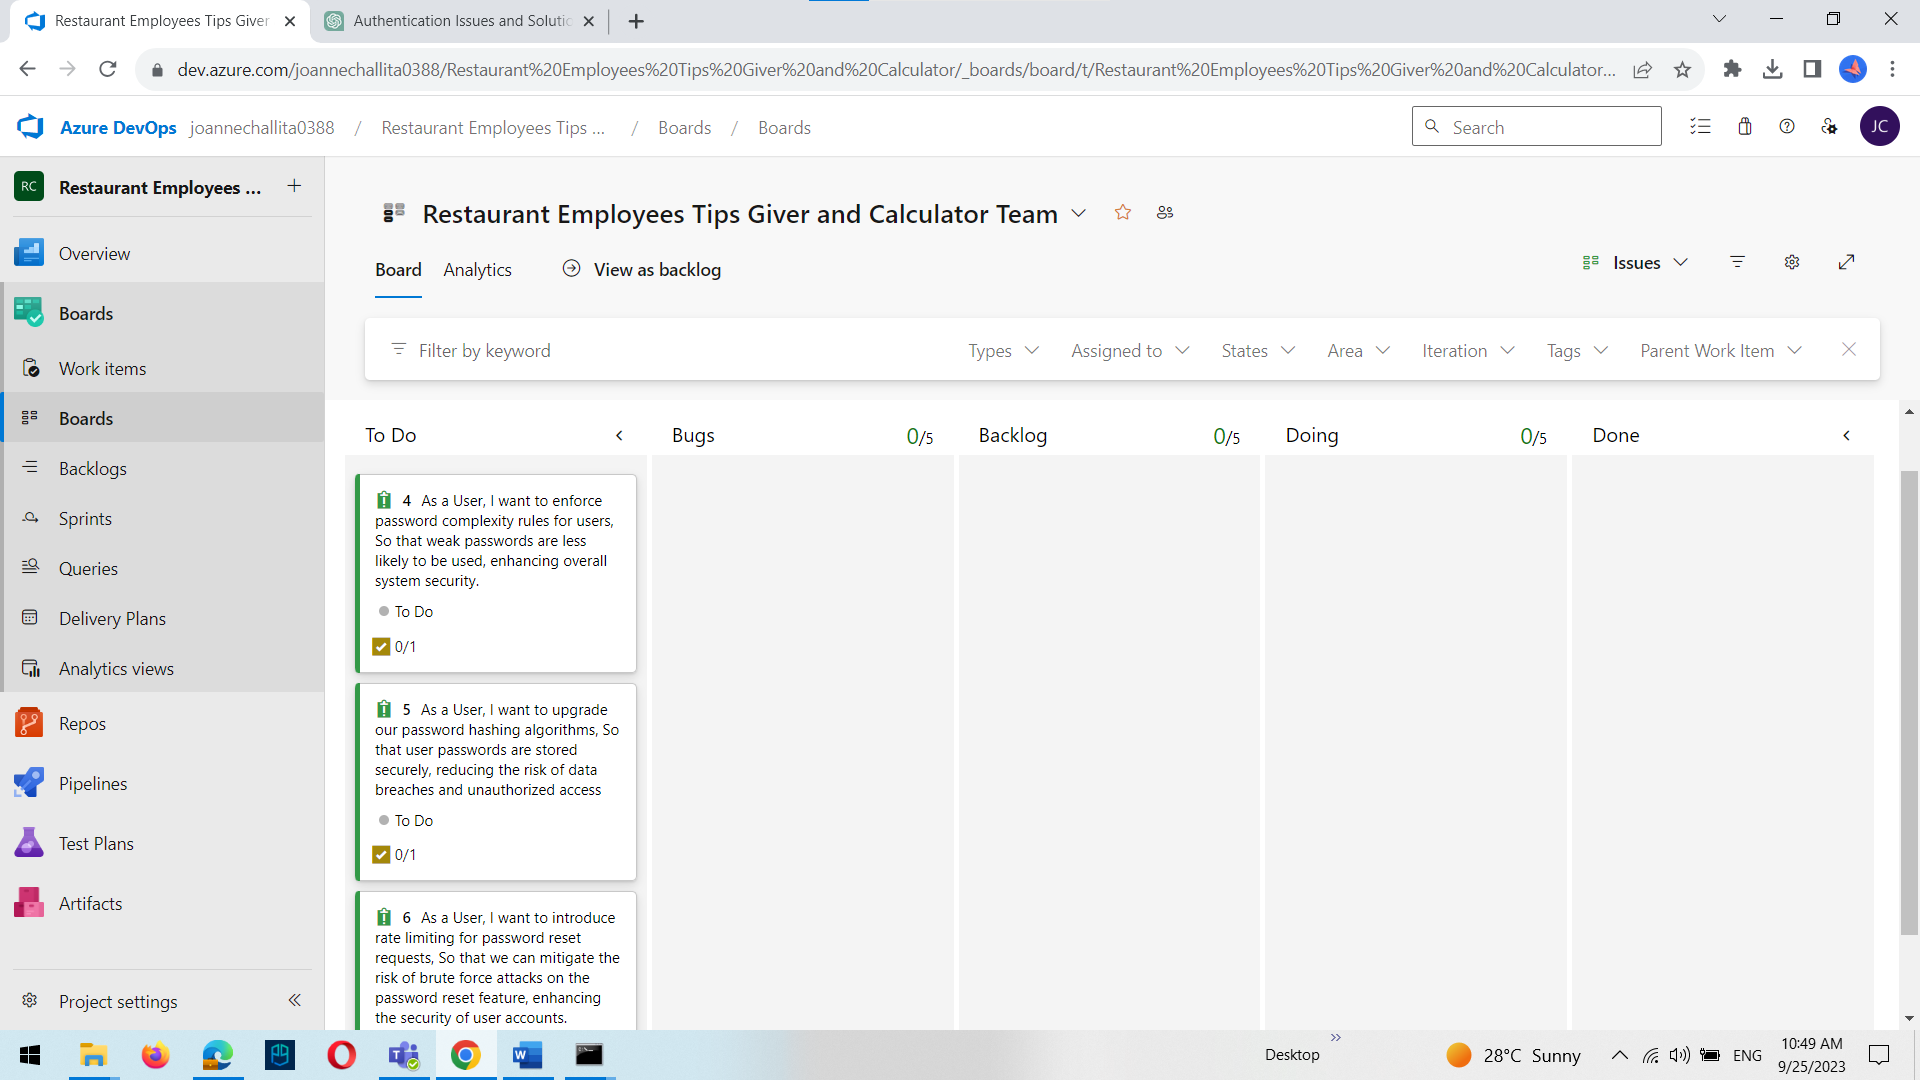 Restaurant Employees Tips Giver
Authentication Issues and Solutio
dev.azure.com/joannechallita0388/Restaurant%20Employees%20Tips%20Giver%20and%20Calculator/_boards/board/t/Restaurant%20Employees%20Tips%20Giver%20and%20Calculator...
Azure DevOps joannechallita0388 / Restaurant Employees Tips ... / Boards / Boards
Search
JC
RC Restaurant Employees ...
Overview
Boards
Work items
Boards
Backlogs
Sprints
Queries
Delivery Plans
Analytics views
Repos
Pipelines
Test Plans
Artifacts
Project settings
Restaurant Employees Tips Giver and Calculator Team
Board Analytics View as backlog
Issues
Filter by keyword
Types Assigned to States Area Iteration Tags Parent Work Item
To Do Bugs 0/5 Backlog 0/5 Doing 0/5 Done
4 As a User, I want to enforce
password complexity rules for users,
So that weak passwords are less
likely to be used, enhancing overall
system security.
To Do
0/1
5 As a User, I want to upgrade
our password hashing algorithms, So
that user passwords are stored
securely, reducing the risk of data
breaches and unauthorized access
To Do
0/1
6 As a User, I want to introduce
rate limiting for password reset
requests, So that we can mitigate the
risk of brute force attacks on the
password reset feature, enhancing
the security of user accounts.
Desktop
28°C Sunny
ENG
10:49 AM
9/25/2023